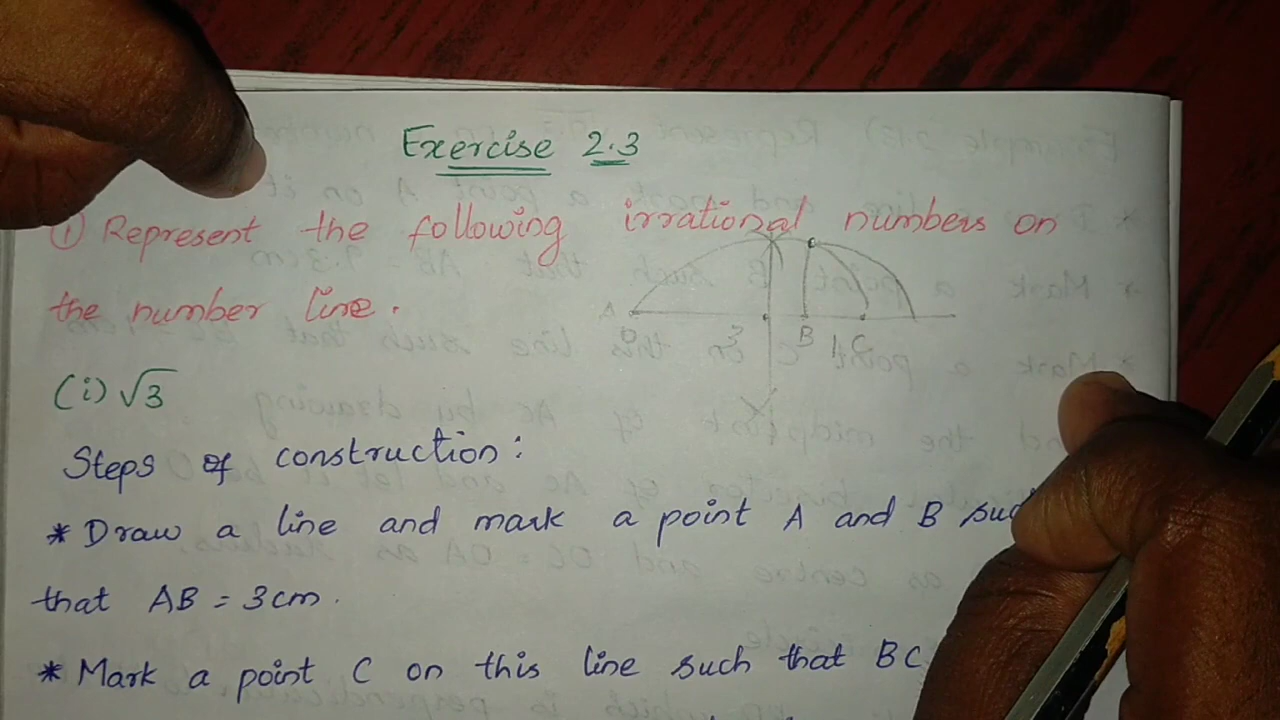 Exercise 2.3
(i) Represent the following irrational numbers on
the number line.
A 3 B 1 C
(i) √3
Steps of construction:
* Draw a line and mark a point A and B
that AB = 3cm.
* Mark a point C on this line such that BC